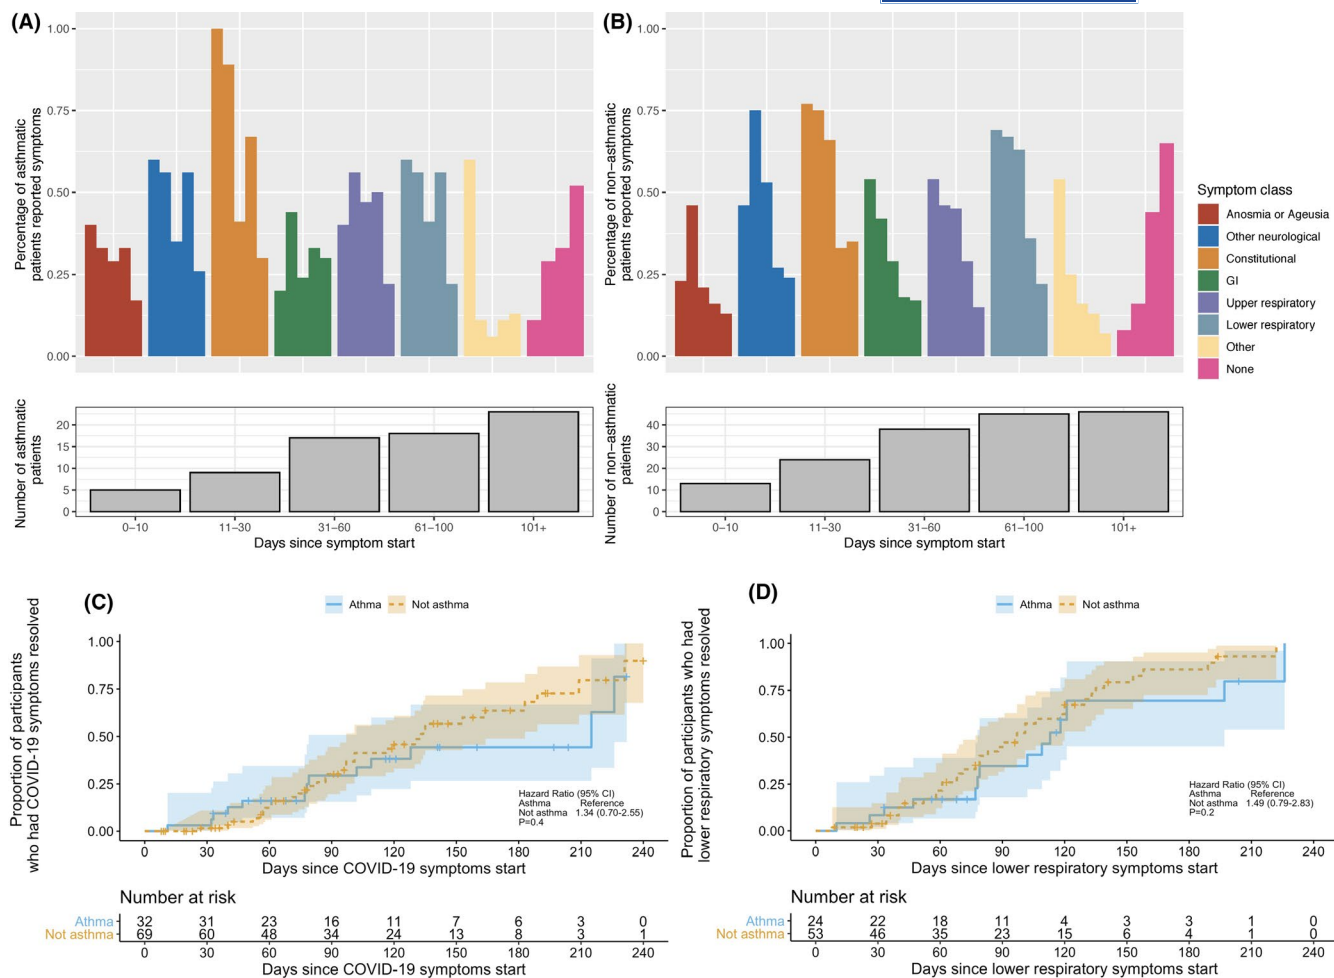 (A)
Percentage of asthmatic
patients reported symptoms
1.00
0.75
0.50
0.25
0.00
Number of asthmatic
patients
20
15
10
5
0
0–10 11–30 31–60 61–100 101+
Days since symptom start
(B)
Percentage of non−asthmatic
patients reported symptoms
1.00
0.75
0.50
0.25
0.00
Number of non−asthmatic
patients
40
30
20
10
0
0–10 11–30 31–60 61–100 101+
Days since symptom start
Symptom class
Anosmia or Ageusia
Other neurological
Constitutional
GI
Upper respiratory
Lower respiratory
Other
None
(C)
Athma Not asthma
Proportion of participants
who had COVID-19 symptoms resolved
1.00
0.75
0.50
0.25
0.00
Hazard Ratio (95% CI)
Asthma Reference
Not asthma 1.34 (0.70-2.55)
P=0.4
0 30 60 90 120 150 180 210 240
Days since COVID-19 symptoms start
Number at risk
Athma 32 31 23 16 11 7 6 3 0
Not asthma 69 60 48 34 24 13 8 3 1
0 30 60 90 120 150 180 210 240
Days since COVID-19 symptoms start
(D)
Athma Not asthma
Proportion of participants who had
lower respiratory symptoms resolved
1.00
0.75
0.50
0.25
0.00
Hazard Ratio (95% CI)
Asthma Reference
Not asthma 1.49 (0.79-2.83)
P=0.2
0 30 60 90 120 150 180 210 240
Days since lower respiratory symptoms start
Number at risk
Athma 24 22 18 11 4 3 3 1 0
Not asthma 53 46 35 23 15 6 4 1 0
0 30 60 90 120 150 180 210 240
Days since lower respiratory symptoms start